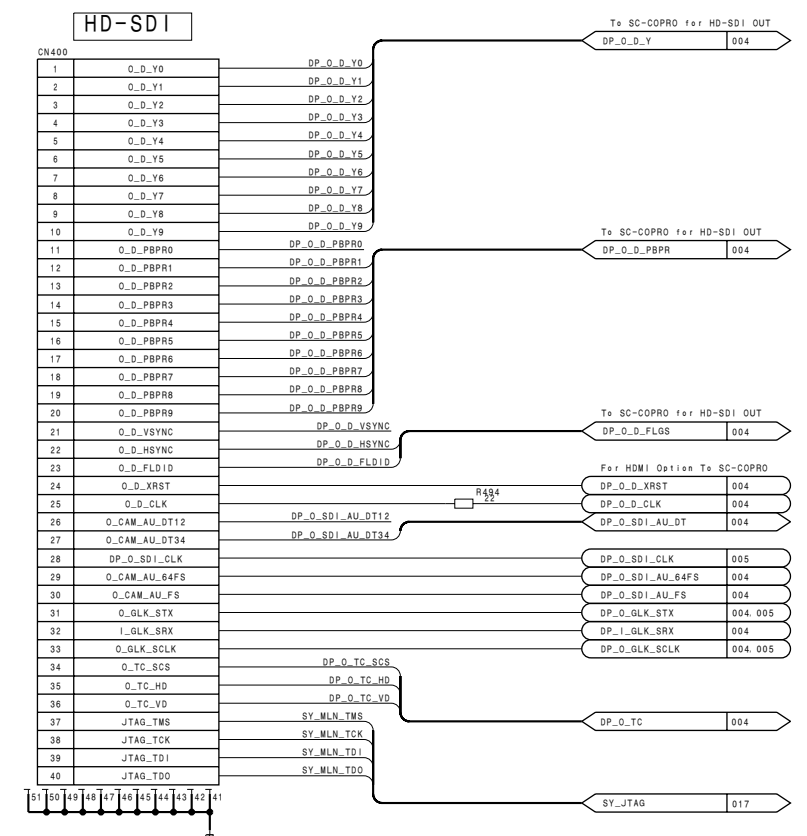 HD-SDI
To SC-COPRO for HD-SDI OUT
DP_O_D_Y 004
CN400
1 O_D_Y0 DP_O_D_Y0
2 O_D_Y1 DP_O_D_Y1
3 O_D_Y2 DP_O_D_Y2
4 O_D_Y3 DP_O_D_Y3
5 O_D_Y4 DP_O_D_Y4
6 O_D_Y5 DP_O_D_Y5
7 O_D_Y6 DP_O_D_Y6
8 O_D_Y7 DP_O_D_Y7
9 O_D_Y8 DP_O_D_Y8
10 O_D_Y9 DP_O_D_Y9
To SC-COPRO for HD-SDI OUT
11 O_D_PBPR0 DP_O_D_PBPR0 DP_O_D_PBPR 004
12 O_D_PBPR1 DP_O_D_PBPR1
13 O_D_PBPR2 DP_O_D_PBPR2
14 O_D_PBPR3 DP_O_D_PBPR3
15 O_D_PBPR4 DP_O_D_PBPR4
16 O_D_PBPR5 DP_O_D_PBPR5
17 O_D_PBPR6 DP_O_D_PBPR6
18 O_D_PBPR7 DP_O_D_PBPR7
19 O_D_PBPR8 DP_O_D_PBPR8
20 O_D_PBPR9 DP_O_D_PBPR9
To SC-COPRO for HD-SDI OUT
21 O_D_VSYNC DP_O_D_VSYNC DP_O_D_FLGS 004
22 O_D_HSYNC DP_O_D_HSYNC
23 O_D_FLDID DP_O_D_FLDID
For HDMI Option To SC-COPRO
24 O_D_XRST DP_O_D_XRST 004
25 O_D_CLK R494 22 DP_O_D_CLK 004
26 O_CAM_AU_DT12 DP_O_SDI_AU_DT12 DP_O_SDI_AU_DT 004
27 O_CAM_AU_DT34 DP_O_SDI_AU_DT34
28 DP_O_SDI_CLK DP_O_SDI_CLK 005
29 O_CAM_AU_64FS DP_O_SDI_AU_64FS 004
30 O_CAM_AU_FS DP_O_SDI_AU_FS 004
31 O_GLK_STX DP_O_GLK_STX 004.005
32 I_GLK_SRX DP_I_GLK_SRX 004
33 O_GLK_SCLK DP_O_GLK_SCLK 004.005
34 O_TC_SCS DP_O_TC_SCS
35 O_TC_HD DP_O_TC_HD
36 O_TC_VD DP_O_TC_VD
37 JTAG_TMS SY_MLN_TMS DP_O_TC 004
38 JTAG_TCK SY_MLN_TCK
39 JTAG_TDI SY_MLN_TDI
40 JTAG_TDO SY_MLN_TDO
51 50 49 48 47 46 45 44 43 42 41
SY_JTAG 017